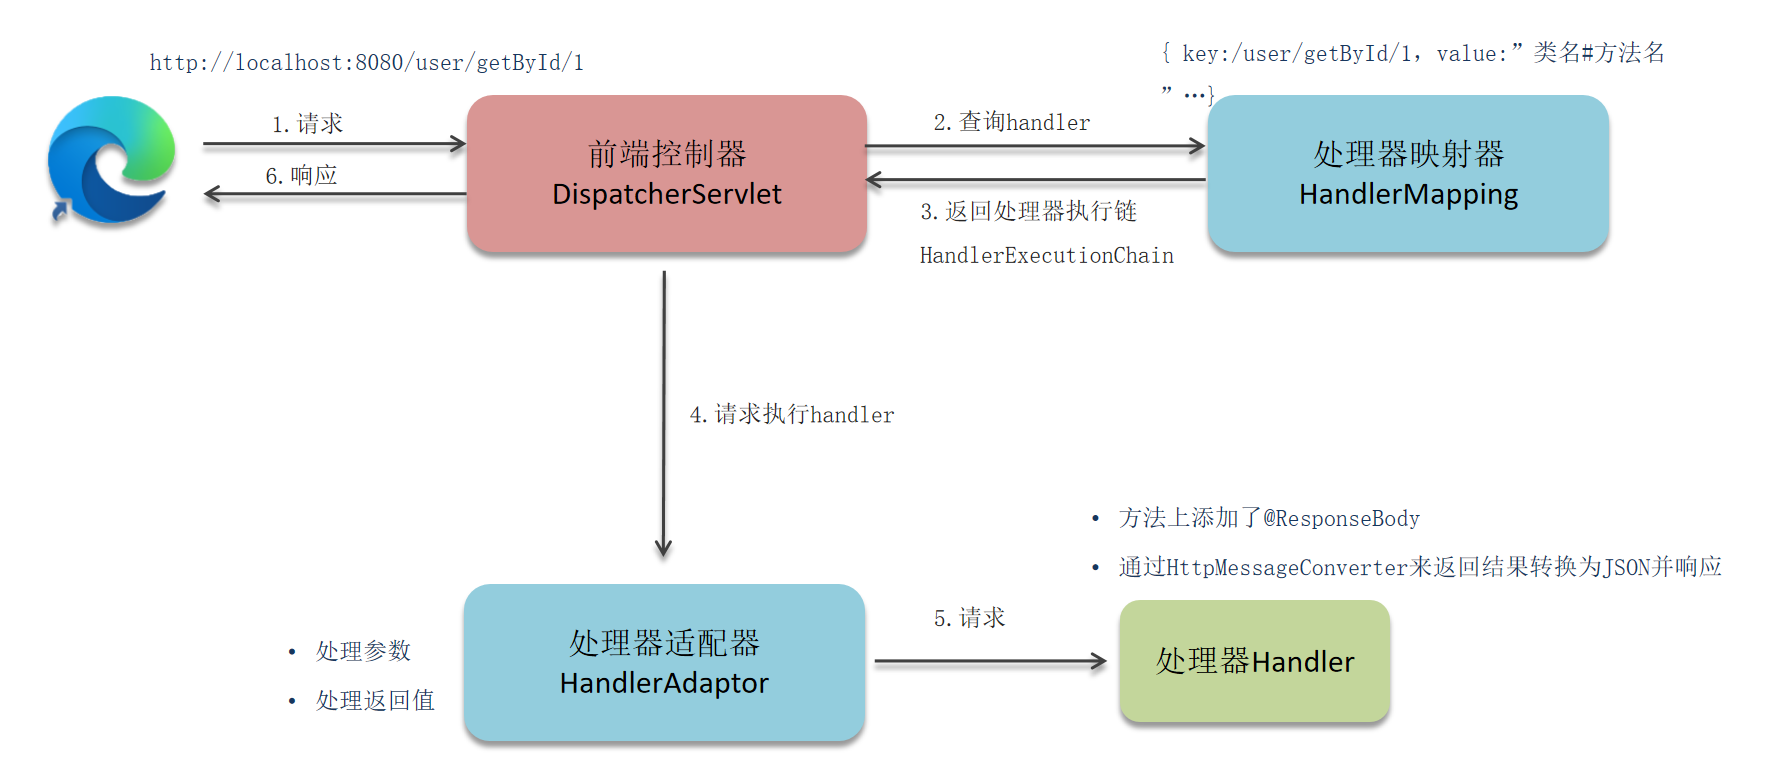 http://localhost:8080/user/getById/1
{ key:/user/getById/1, value:”类名#方法名
”…}
1.请求
6.响应
前端控制器
DispatcherServlet
2.查询handler
3.返回处理器执行链
HandlerExecutionChain
处理器映射器
HandlerMapping
4.请求执行handler
• 方法上添加了@ResponseBody
• 通过HttpMessageConverter来返回结果转换为JSON并响应
• 处理参数
• 处理返回值
处理器适配器
HandlerAdaptor
5.请求
处理器Handler